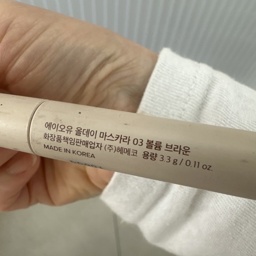 에이오유 올데이 마스카라 03 볼륨 브라운
화장품책임판매업자 (주)헤메코 용량 3.3 g / 0.11 oz
MADE IN KOREA